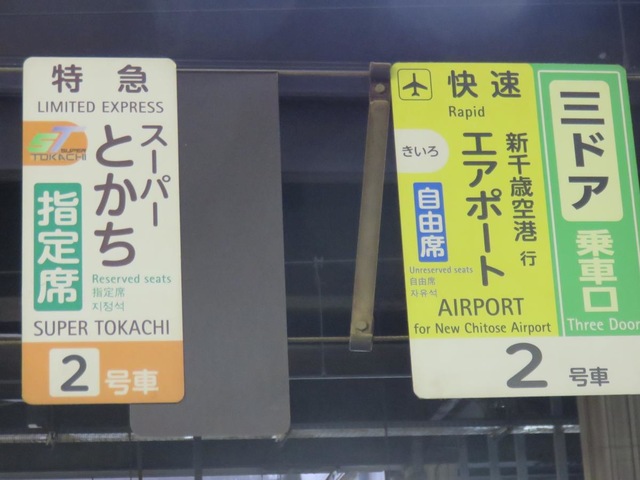 特急
LIMITED EXPRESS
ST
SUPER
TOKACHI
スーパー
とかち
指定席
Reserved seats
指定席
지정석
SUPER TOKACHI
2号車
快速
Rapid
きいろ
エアポート
新千歳空港 行
自由席
Unreserved seats
自由席
자유석
AIRPORT
for New Chitose Airport
三ドア
乗車口
Three Door
2号車